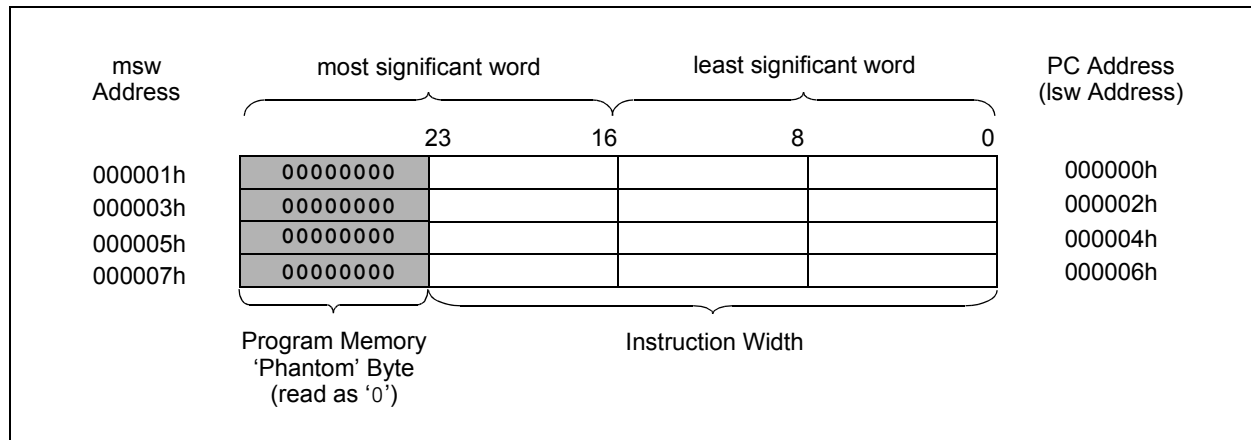 msw
Address
most significant word
least significant word
PC Address
(lsw Address)
23 16 8 0
000001h 00000000 000000h
000003h 00000000 000002h
000005h 00000000 000004h
000007h 00000000 000006h
Program Memory
‘Phantom’ Byte
(read as ‘0’)
Instruction Width